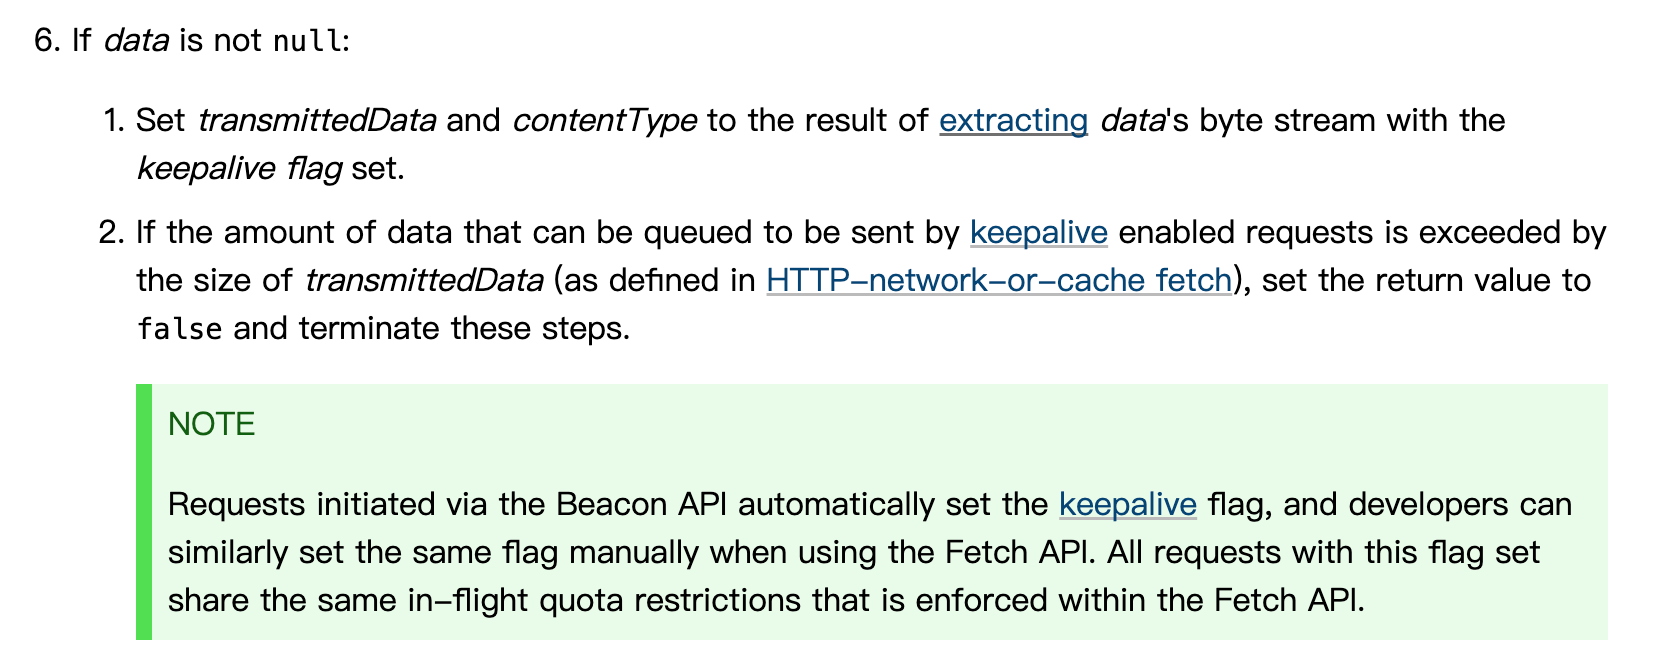 6. If data is not null:
1. Set transmittedData and contentType to the result of extracting data's byte stream with the
keepalive flag set.
2. If the amount of data that can be queued to be sent by keepalive enabled requests is exceeded by
the size of transmittedData (as defined in HTTP-network-or-cache fetch), set the return value to
false and terminate these steps.
NOTE
Requests initiated via the Beacon API automatically set the keepalive flag, and developers can
similarly set the same flag manually when using the Fetch API. All requests with this flag set
share the same in-flight quota restrictions that is enforced within the Fetch API.